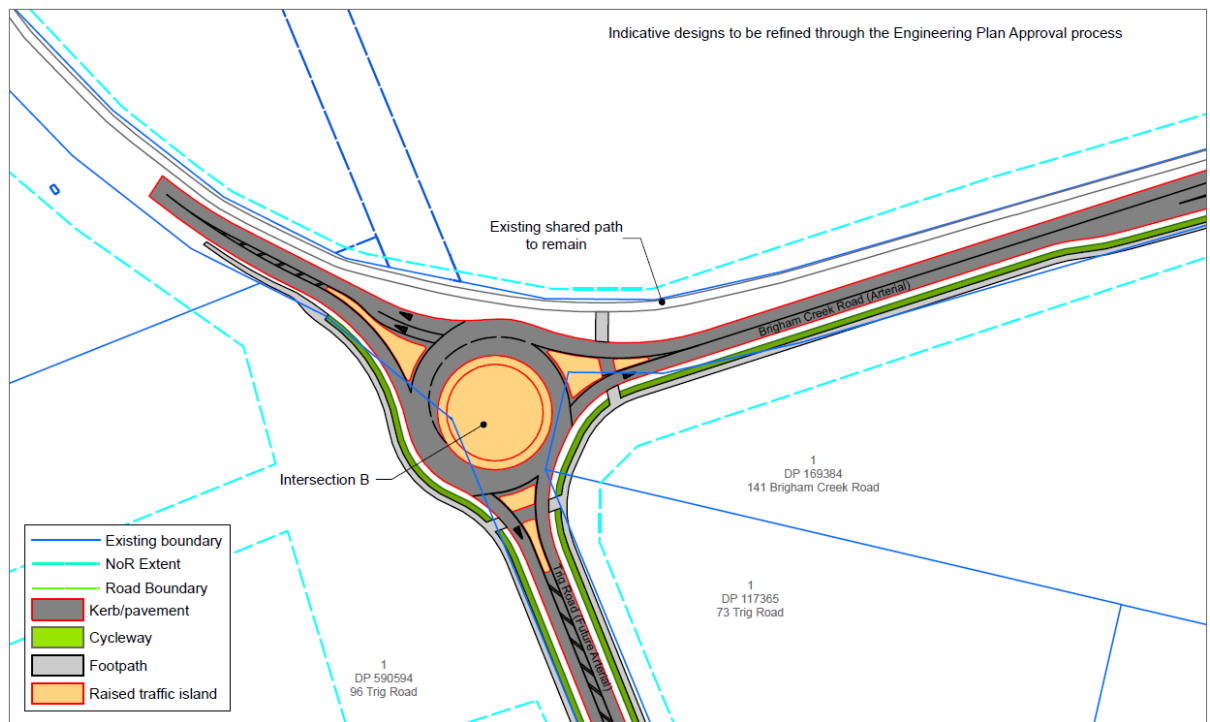 Indicative designs to be refined through the Engineering Plan Approval process
Existing shared path
to remain
Brigham Creek Road (Arterial)
Intersection B
1
DP 169384
141 Brigham Creek Road
Trig Road (Future Arterial)
1
DP 117365
73 Trig Road
1
DP 590594
96 Trig Road
Existing boundary
NoR Extent
Road Boundary
Kerb/pavement
Cycleway
Footpath
Raised traffic island